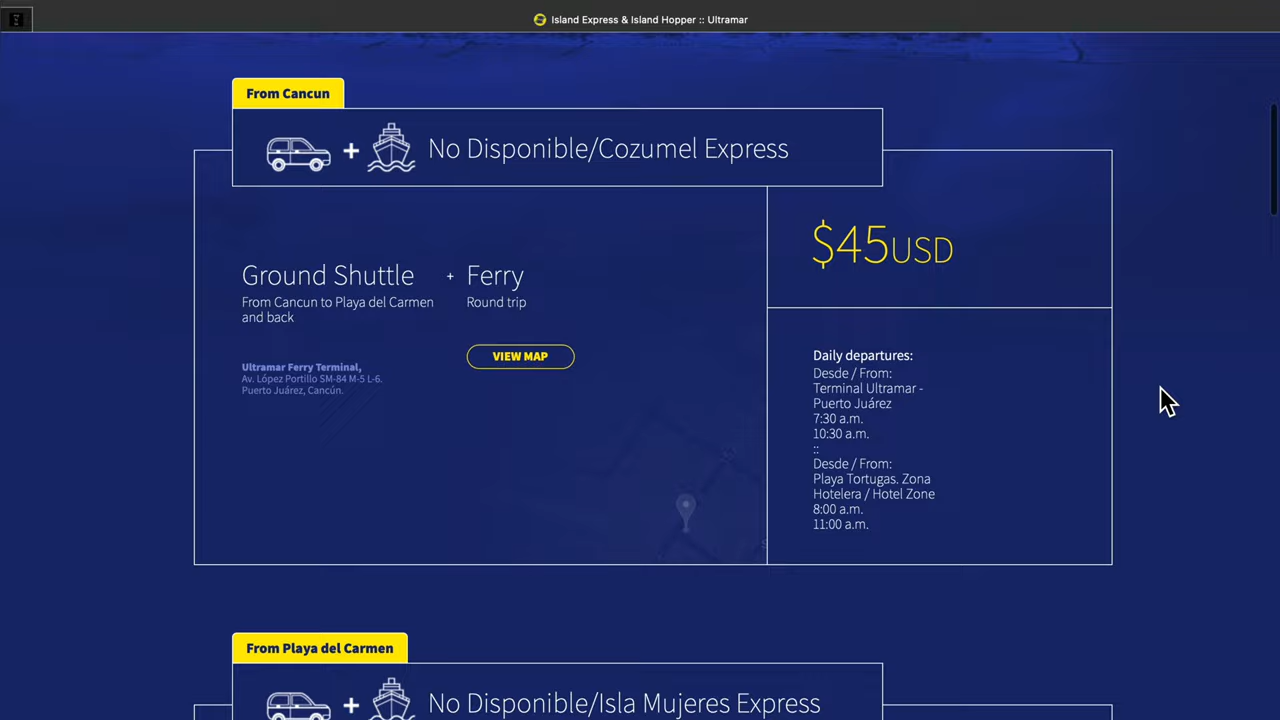 Island Express & Island Hopper :: Ultramar
From Cancun
+ No Disponible/Cozumel Express
Ground Shuttle + Ferry
From Cancun to Playa del Carmen
and back
Round trip
VIEW MAP
Ultramar Ferry Terminal,
Av. López Portillo SM-84 M-5 L-6.
Puerto Juárez, Cancún.
$45USD
Daily departures:
Desde / From:
Terminal Ultramar -
Puerto Juárez
7:30 a.m.
10:30 a.m.
::
Desde / From:
Playa Tortugas. Zona
Hotelera / Hotel Zone
8:00 a.m.
11:00 a.m.
From Playa del Carmen
+ No Disponible/Isla Mujeres Express